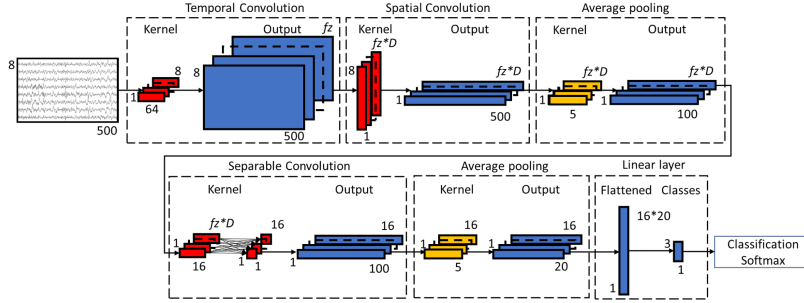 Temporal Convolution
Spatial Convolution
Average pooling
Kernel
Output
fz
Kernel
fz*D
Output
Kernel
Output
8
8
8
8
fz*D
fz*D
fz*D
1
1
1
1
64
500
500
1
500
5
100
Separable Convolution
Average pooling
Linear layer
Kernel
Output
Kernel
Output
Flattened
Classes
fz*D
16
16
16
16
16*20
1
1
1
1
3
16
1
1
100
5
20
1
1
Classification
Softmax